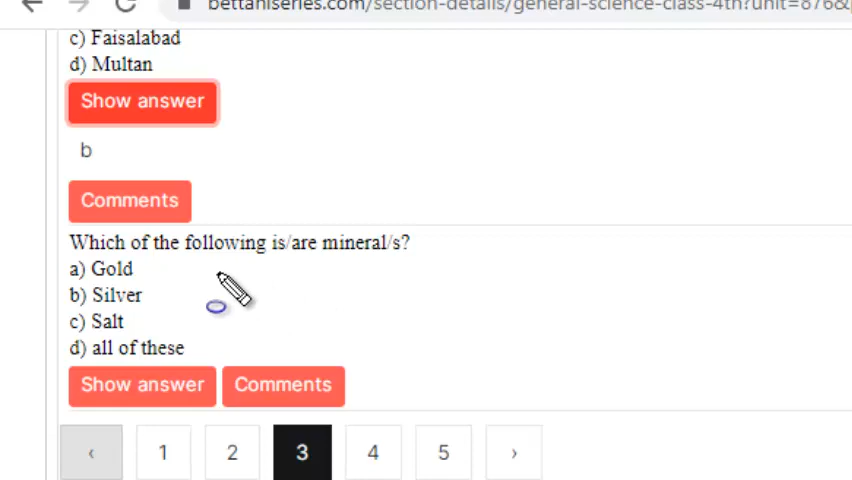 bettaniseries.com/section-details/general-science-class-4th?unit=876&
c) Faisalabad
d) Multan
Show answer
b
Comments
Which of the following is/are mineral/s?
a) Gold
b) Silver
c) Salt
d) all of these
Show answer Comments
‹ 1 2 3 4 5 ›